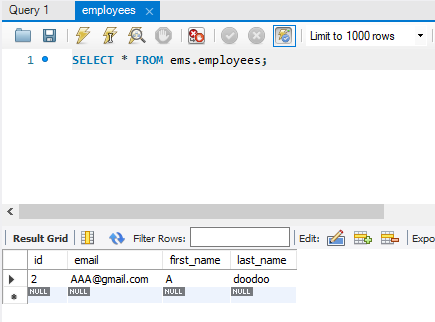 Query 1
employees
Limit to 1000 rows
1
SELECT * FROM ems.employees;
Result Grid
Filter Rows:
Edit:
Expo
id email first_name last_name
2 AAA@gmail.com A doodoo
NULL NULL NULL NULL